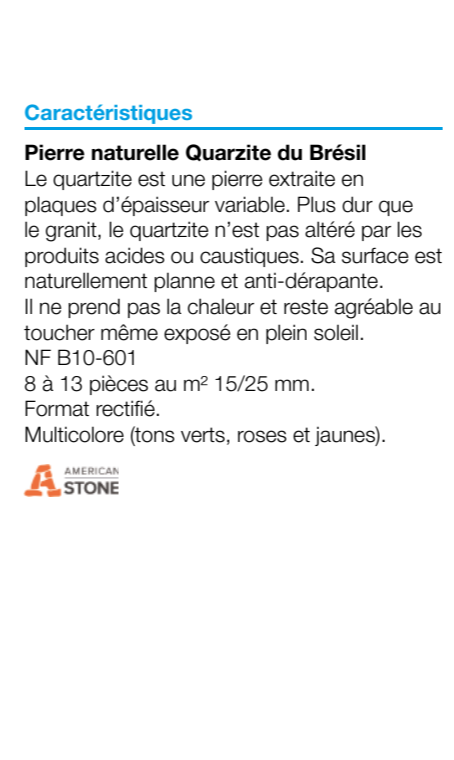 Caractéristiques
Pierre naturelle Quarzite du Brésil
Le quartzite est une pierre extraite en
plaques d’épaisseur variable. Plus dur que
le granit, le quartzite n’est pas altéré par les
produits acides ou caustiques. Sa surface est
naturellement planne et anti-dérapante.
Il ne prend pas la chaleur et reste agréable au
toucher même exposé en plein soleil.
NF B10-601
8 à 13 pièces au m² 15/25 mm.
Format rectifié.
Multicolore (tons verts, roses et jaunes).
AMERICAN
STONE